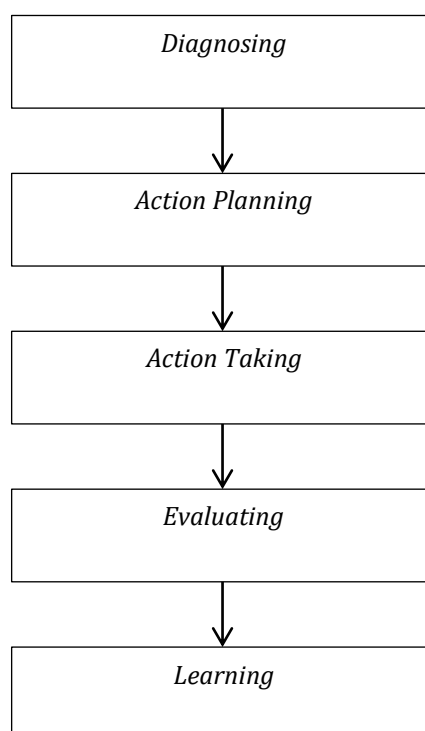 Diagnosing
Action Planning
Action Taking
Evaluating
Learning